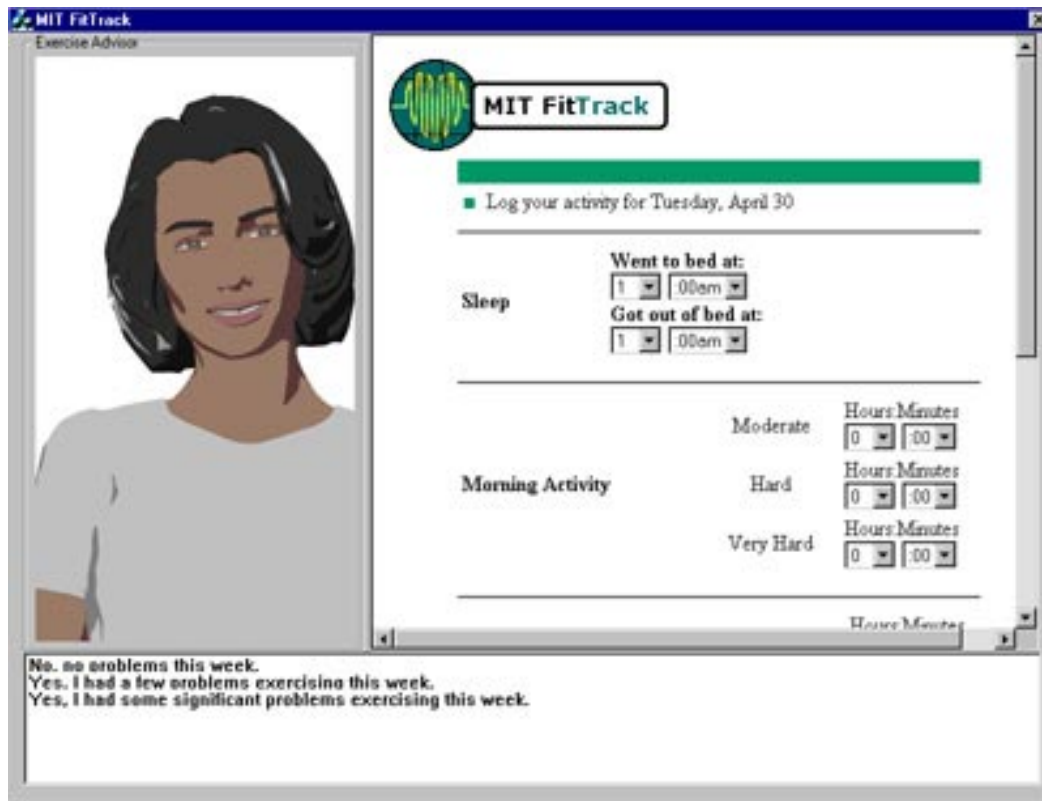 MIT FitTrack
Exercise Advisor
MIT FitTrack
Log your activity for Tuesday, April 30
Went to bed at:
1 :00am
Sleep
Got out of bed at:
1 :00am
Hours:Minutes
Moderate 0 :00
Hours:Minutes
Morning Activity Hard 0 :00
Hours:Minutes
Very Hard 0 :00
Hours:Minutes
No, no problems this week.
Yes, I had a few problems exercising this week.
Yes, I had some significant problems exercising this week.